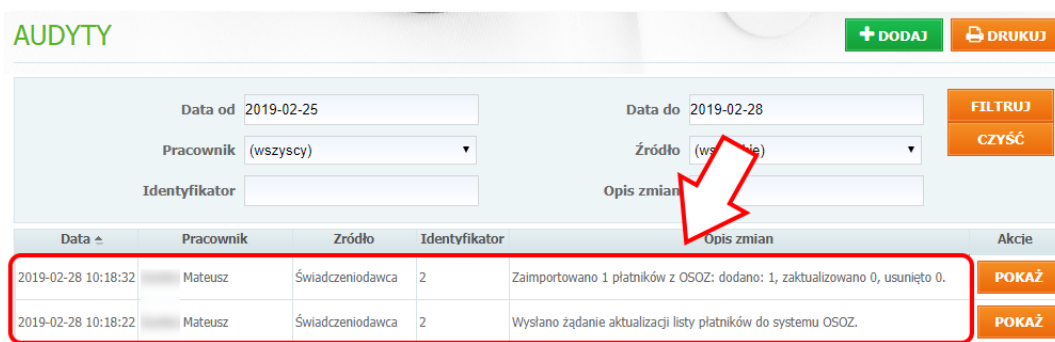 AUDYTY
DODAJ
DRUKUJ
Data od 2019-02-25 Data do 2019-02-28 FILTRUJ
Pracownik (wszyscy) Źródło CZYŚĆ
Identyfikator Opis zmian
Data Pracownik Źródło Identyfikator Opis zmian Akcje
2019-02-28 10:18:32 Mateusz Świadczeniodawca 2 Zaimportowano 1 płatników z OSOZ: dodano: 1, zaktualizowano 0, usunięto 0. POKAŻ
2019-02-28 10:18:22 Mateusz Świadczeniodawca 2 Wysłano żądanie aktualizacji listy płatników do systemu OSOZ. POKAŻ